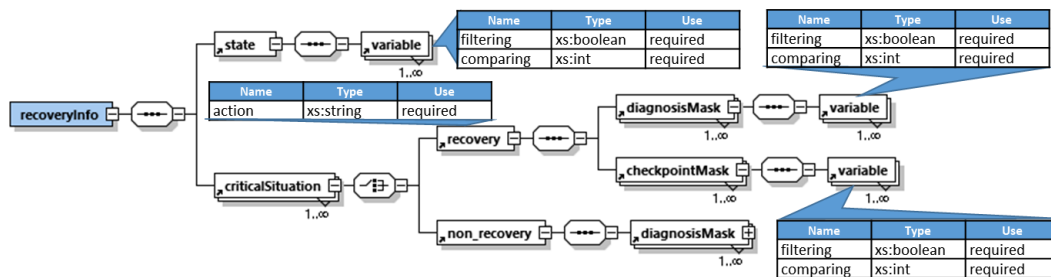 Name Type Use
filtering xs:boolean required
comparing xs:int required
Name Type Use
filtering xs:boolean required
comparing xs:int required
state
variable
1..∞
Name Type Use
action xs:string required
recoveryInfo
diagnosisMask
1..∞
variable
1..∞
recovery
checkpointMask
1..∞
variable
1..∞
criticalSituation
1..∞
non_recovery
diagnosisMask
1..∞
Name Type Use
filtering xs:boolean required
comparing xs:int required